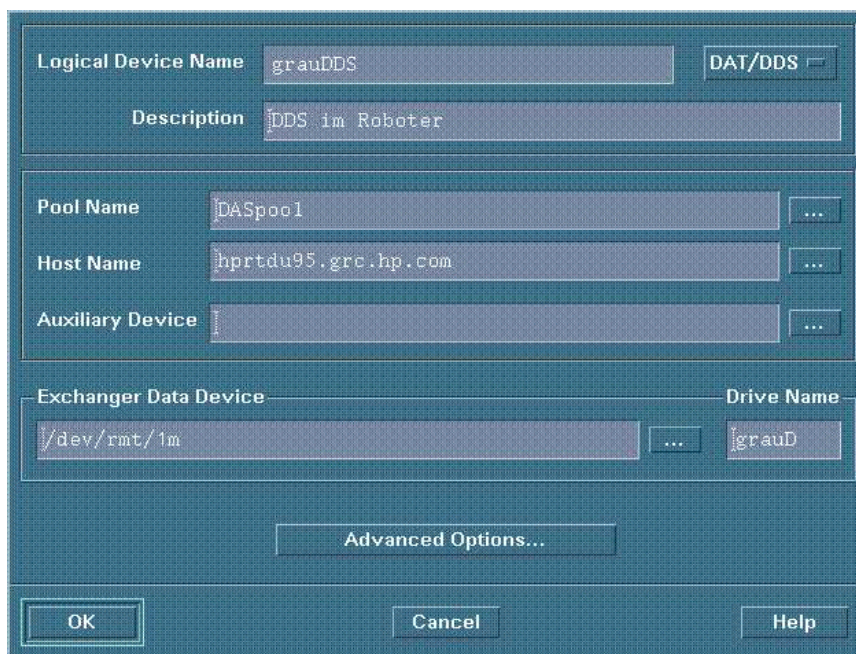 Logical Device Name grauDDS DAT/DDS
Description DDS im Roboter
Pool Name DASpool ...
Host Name hprtdu95.grc.hp.com ...
Auxiliary Device ...
Exchanger Data Device Drive Name
/dev/rmt/1m ... grauD
Advanced Options...
OK Cancel Help